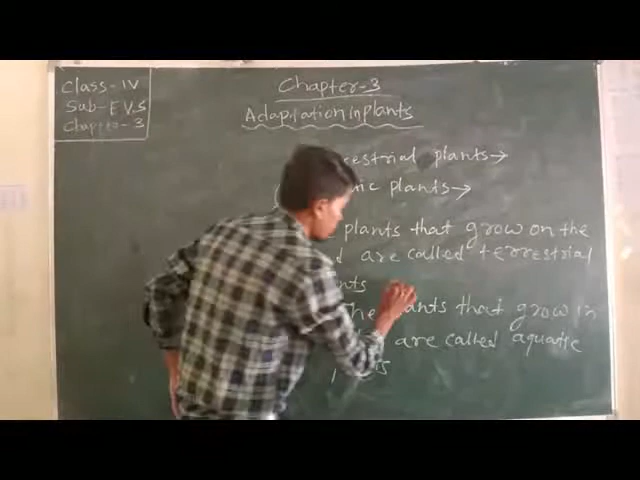 Class-IV
Sub-E.V.S
Chapter-3
Chapter-3
Adaptation in plants
plants→
plants→
plants that grow on the
are called terrestrial
plants that grow in
are called aquatic